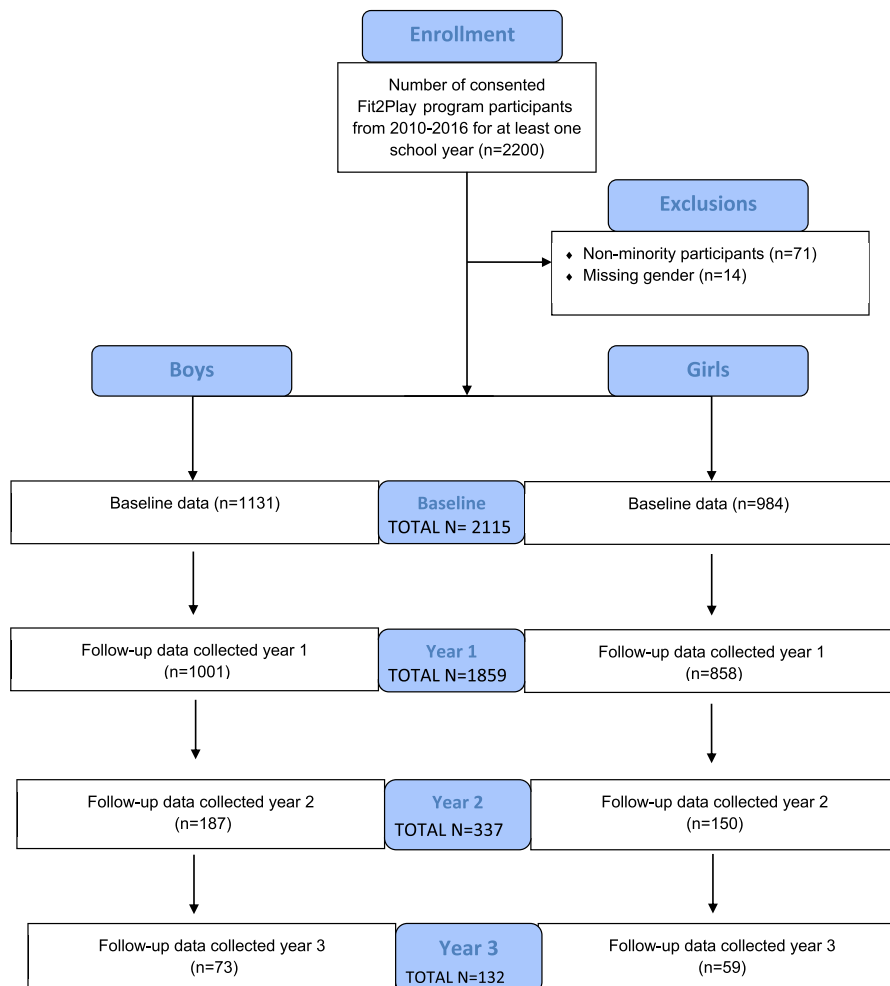 Enrollment
Number of consented
Fit2Play program participants
from 2010-2016 for at least one
school year (n=2200)
Exclusions
♦ Non-minority participants (n=71)
♦ Missing gender (n=14)
Boys
Girls
Baseline data (n=1131)
Baseline
TOTAL N= 2115
Baseline data (n=984)
Follow-up data collected year 1
(n=1001)
Year 1
TOTAL N=1859
Follow-up data collected year 1
(n=858)
Follow-up data collected year 2
(n=187)
Year 2
TOTAL N=337
Follow-up data collected year 2
(n=150)
Follow-up data collected year 3
(n=73)
Year 3
TOTAL N=132
Follow-up data collected year 3
(n=59)